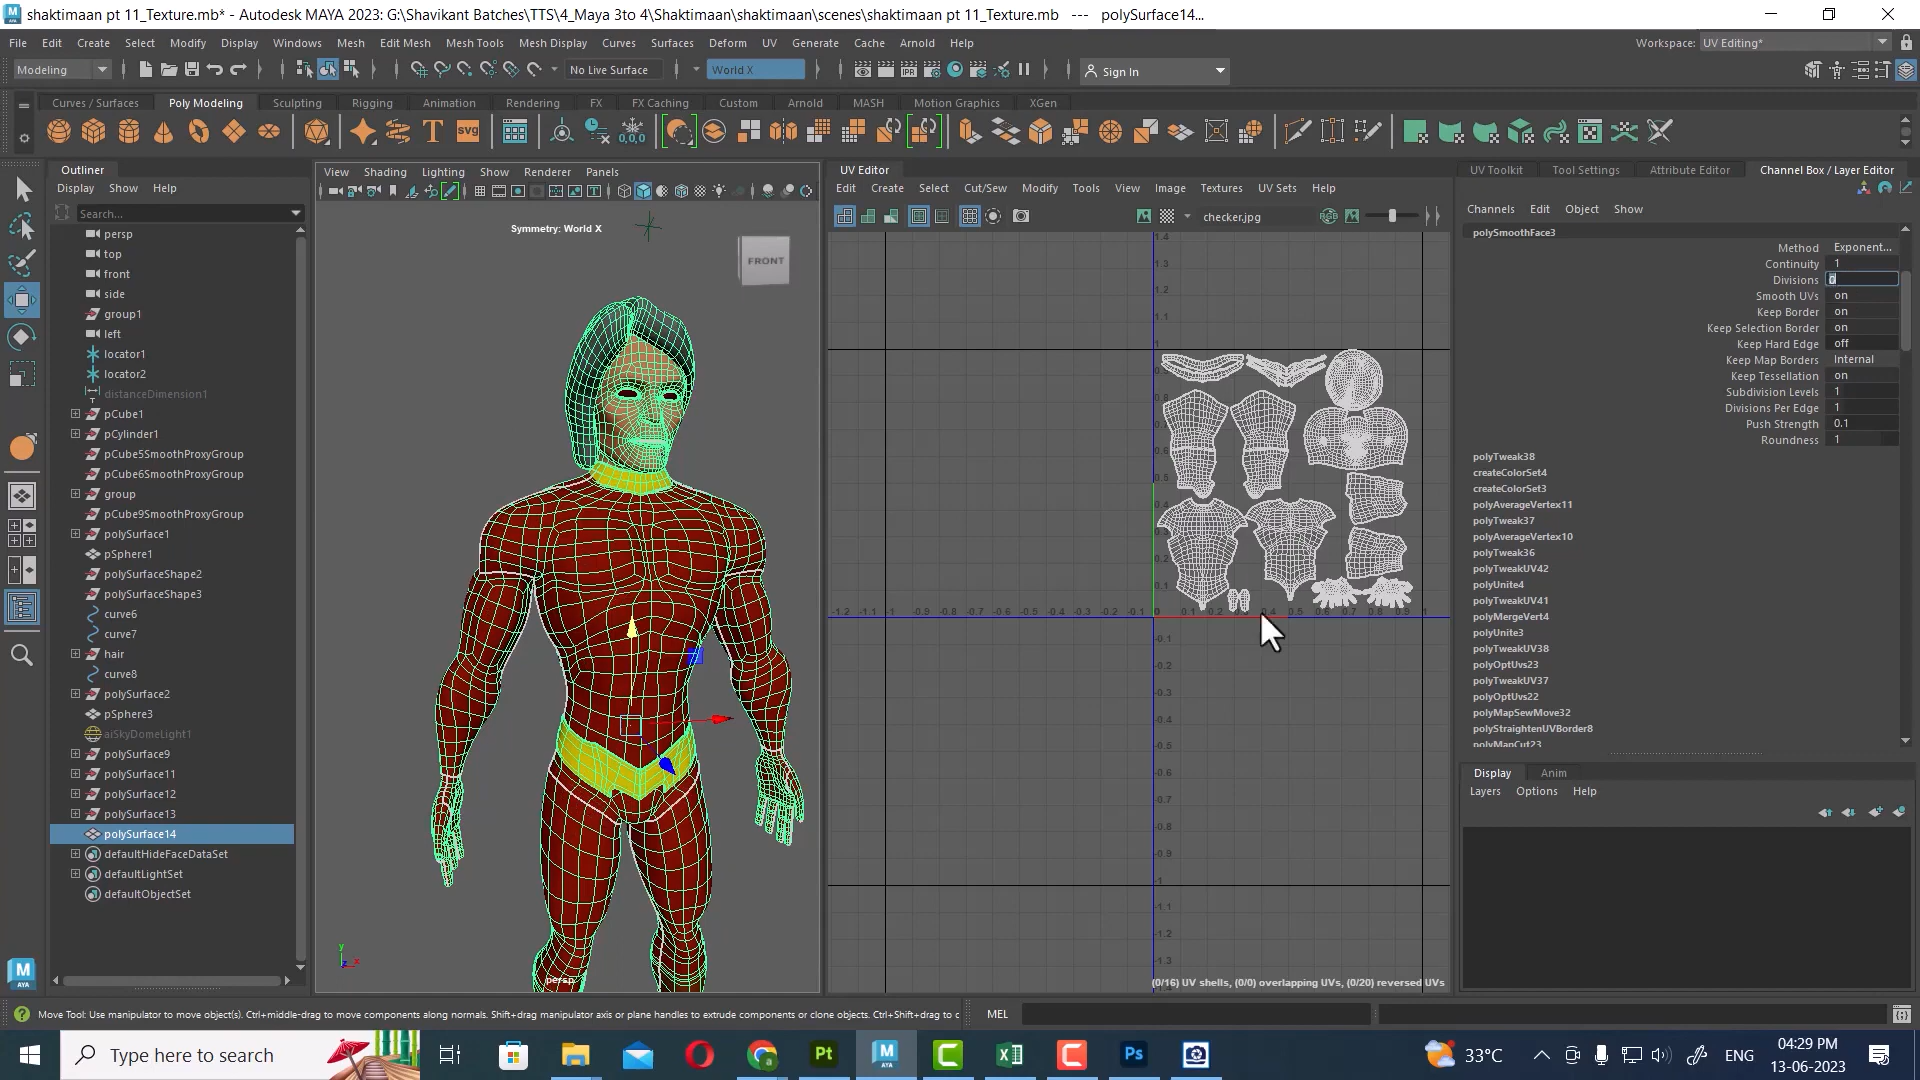 shaktimaan pt 11_Texture.mb* - Autodesk MAYA 2023: G:\Shavikant Batches\TTS\4_Maya 3to 4\Shaktimaan\shaktimaan\scenes\shaktimaan pt 11_Texture.mb --- polySurface14...
File Edit Create Select Modify Display Windows Mesh Edit Mesh Mesh Tools Mesh Display Curves Surfaces Deform UV Generate Cache Arnold Help
Workspace: UV Editing*
Modeling
No Live Surface
World X
Sign In
Curves / Surfaces Poly Modeling Sculpting Rigging Animation Rendering FX FX Caching Custom Arnold MASH Motion Graphics XGen
Outliner
Display Show Help
Search...
persp
top
front
side
group1
left
locator1
locator2
distanceDimension1
pCube1
pCylinder1
pCube5SmoothProxyGroup
pCube6SmoothProxyGroup
group
pCube9SmoothProxyGroup
polySurface1
pSphere1
polySurfaceShape2
polySurfaceShape3
curve6
curve7
hair
curve8
polySurface2
pSphere3
aiSkyDomeLight1
polySurface9
polySurface11
polySurface12
polySurface13
polySurface14
defaultHideFaceDataSet
defaultLightSet
defaultObjectSet
View Shading Lighting Show Renderer Panels
Symmetry: World X
FRONT
persp
UV Editor
Edit Create Select Cut/Sew Modify Tools View Image Textures UV Sets Help
checker.jpg
(0/16) UV shells, (0/0) overlapping UVs, (0/20) reversed UVs
UV Toolkit Tool Settings Attribute Editor Channel Box / Layer Editor
Channels Edit Object Show
polySmoothFace3
Method Exponent...
Continuity 1
Divisions 0
Smooth UVs on
Keep Border on
Keep Selection Border on
Keep Hard Edge off
Keep Map Borders Internal
Keep Tessellation on
Subdivision Levels 1
Divisions Per Edge 1
Push Strength 0.1
Roundness 1
polyTweak38
createColorSet4
createColorSet3
polyAverageVertex11
polyTweak37
polyAverageVertex10
polyTweak36
polyTweakUV42
polyUnite4
polyTweakUV41
polyMergeVert4
polyUnite3
polyTweakUV38
polyOptUvs23
polyTweakUV37
polyOptUvs22
polyMapSewMove32
polyStraightenUVBorder8
polyMapCut23
Display Anim
Layers Options Help
Move Tool: Use manipulator to move object(s). Ctrl+middle-drag to move components along normals. Shift+drag manipulator axis or plane handles to extrude components or clone objects. Ctrl+Shift+drag to c
MEL
Type here to search
33°C
ENG
04:29 PM
13-06-2023